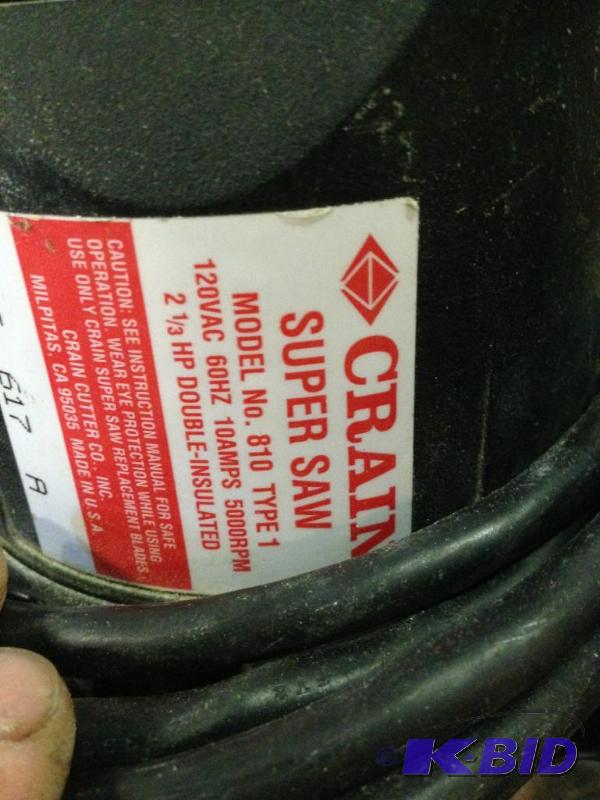 CRAIN
SUPER SAW
MODEL No. 810 TYPE 1
120VAC 60HZ 10AMPS 5000RPM
2 1/3 HP DOUBLE-INSULATED
CAUTION: SEE INSTRUCTION MANUAL FOR SAFE
OPERATION. WEAR EYE PROTECTION WHILE USING
USE ONLY CRAIN SUPER SAW REPLACEMENT BLADES.
CRAIN CUTTER CO., INC.
MILPITAS, CA 95035 MADE IN U.S.A.
617 A
K-BID